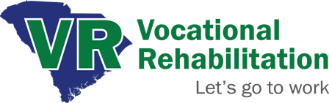 VR
Vocational
Rehabilitation
Let's go to work